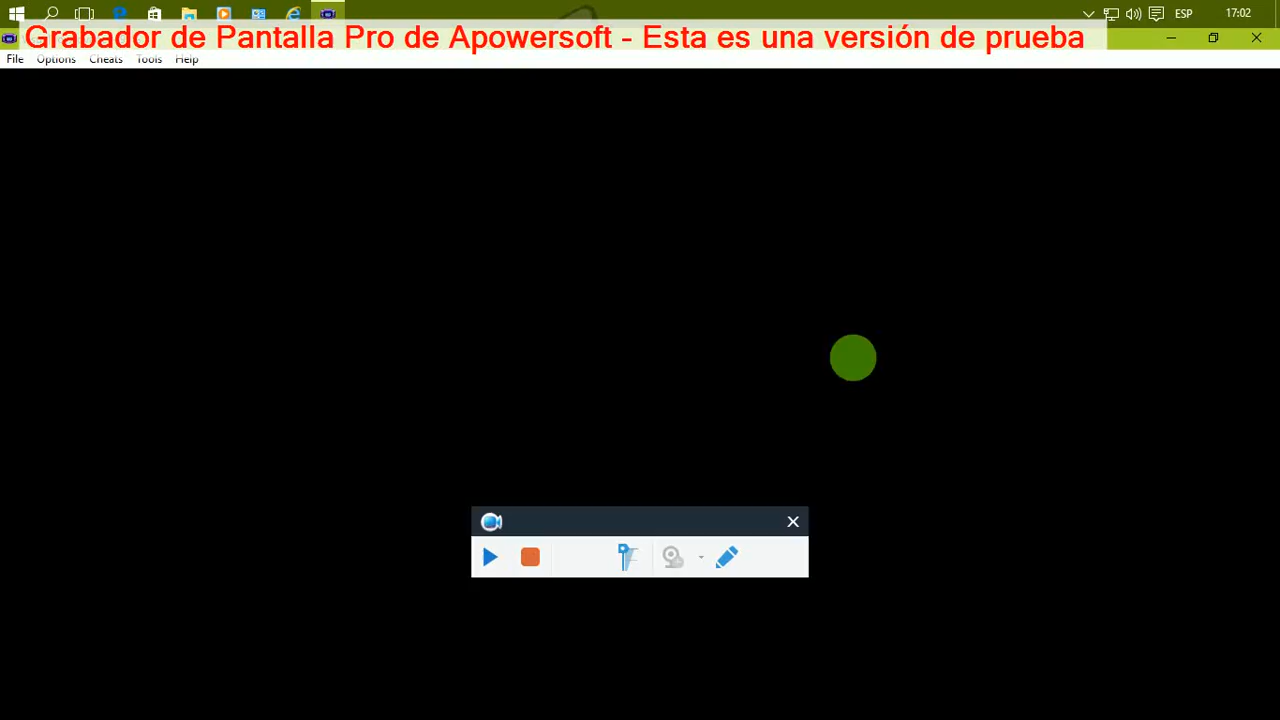 ESP 17:02
Grabador de Pantalla Pro de Apowersoft - Esta es una versión de prueba
File Options Cheats Tools Help